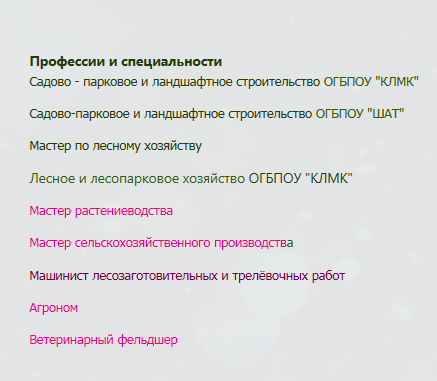 Профессии и специальности
Садово - парковое и ландшафтное строительство ОГБПОУ "КЛМК"
Садово-парковое и ландшафтное строительство ОГБПОУ "ШАТ"
Мастер по лесному хозяйству
Лесное и лесопарковое хозяйство ОГБПОУ "КЛМК"
Мастер растениеводства
Мастер сельскохозяйственного производства
Машинист лесозаготовительных и трелёвочных работ
Агроном
Ветеринарный фельдшер